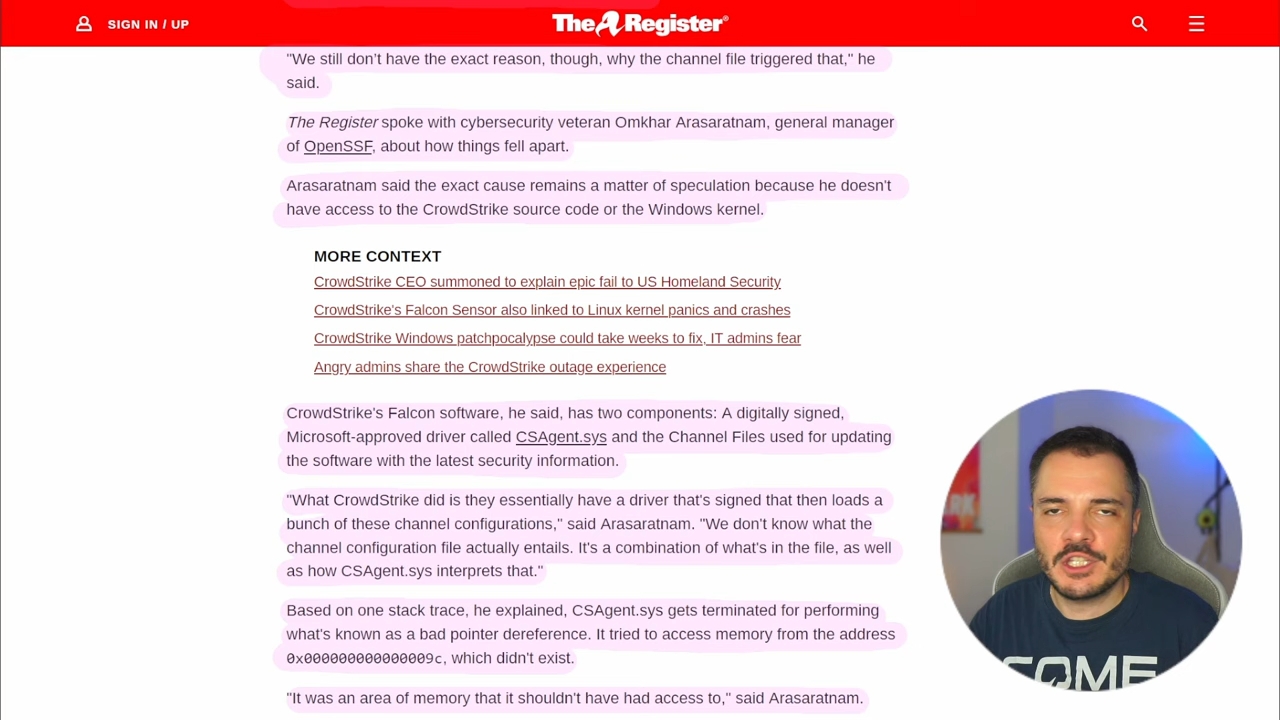 SIGN IN / UP
The Register®
"We still don’t have the exact reason, though, why the channel file triggered that," he
said.
The Register spoke with cybersecurity veteran Omkhar Arasaratnam, general manager
of OpenSSF, about how things fell apart.
Arasaratnam said the exact cause remains a matter of speculation because he doesn't
have access to the CrowdStrike source code or the Windows kernel.
MORE CONTEXT
CrowdStrike CEO summoned to explain epic fail to US Homeland Security
CrowdStrike's Falcon Sensor also linked to Linux kernel panics and crashes
CrowdStrike Windows patchpocalypse could take weeks to fix, IT admins fear
Angry admins share the CrowdStrike outage experience
CrowdStrike's Falcon software, he said, has two components: A digitally signed,
Microsoft-approved driver called CSAgent.sys and the Channel Files used for updating
the software with the latest security information.
"What CrowdStrike did is they essentially have a driver that's signed that then loads a
bunch of these channel configurations," said Arasaratnam. "We don't know what the
channel configuration file actually entails. It's a combination of what's in the file, as well
as how CSAgent.sys interprets that."
Based on one stack trace, he explained, CSAgent.sys gets terminated for performing
what's known as a bad pointer dereference. It tried to access memory from the address
0x000000000000009c, which didn't exist.
"It was an area of memory that it shouldn't have had access to," said Arasaratnam.